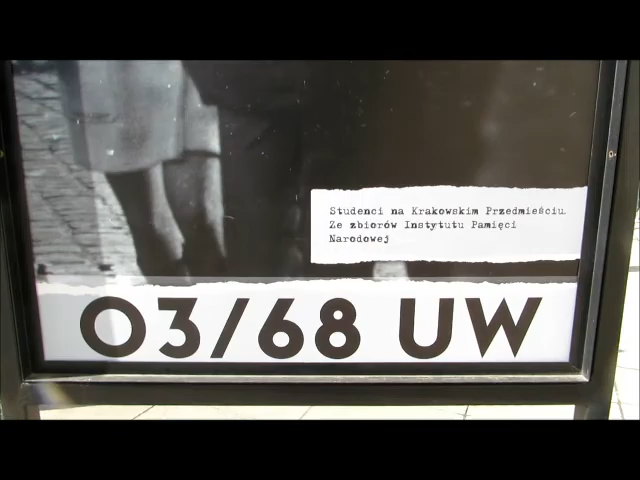 Studenci na Krakowskim Przedmieściu.
Ze zbiorów Instytutu Pamięci
Narodowej
03/68 UW